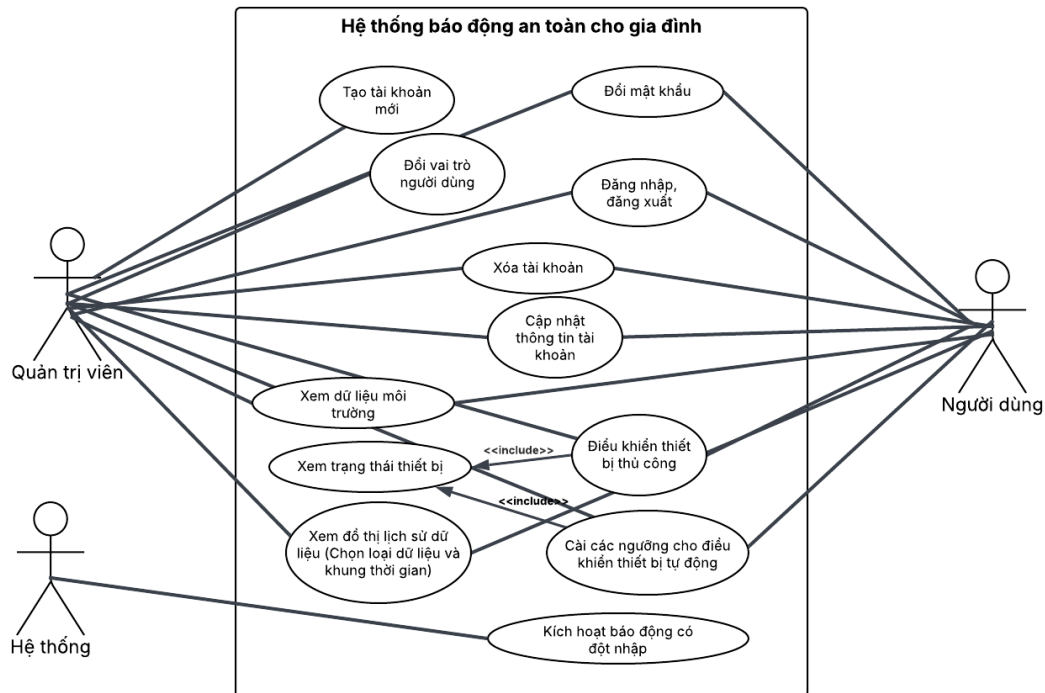 Hệ thống báo động an toàn cho gia đình
Tạo tài khoản
mới
Đổi mật khẩu
Đổi vai trò
người dùng
Đăng nhập,
đăng xuất
Xóa tài khoản
Cập nhật
thông tin tài
khoản
Quản trị viên
Người dùng
Xem dữ liệu môi
trường
Điều khiển thiết
bị thủ công
<<include>>
Xem trạng thái thiết bị
<<include>>
Xem đồ thị lịch sử dữ
liệu (Chọn loại dữ liệu và
khung thời gian)
Cài các ngưỡng cho điều
khiển thiết bị tự động
Hệ thống
Kích hoạt báo động có
đột nhập